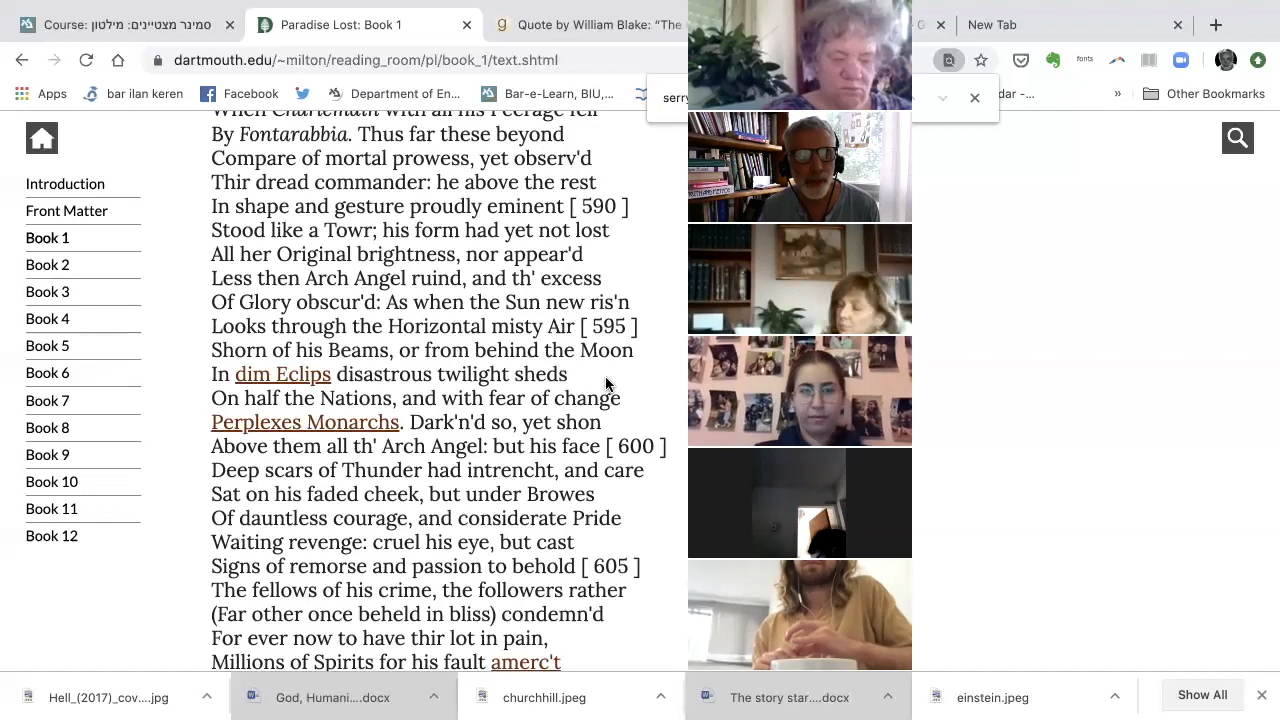 Course: סמינר מצטיינים: מילטון
Paradise Lost: Book 1
Quote by William Blake: “The
New Tab
dartmouth.edu/~milton/reading_room/pl/book_1/text.shtml
fonts
Apps
bar ilan keren
Facebook
Twitter
Department of En...
Bar-e-Learn, BIU,...
dar -...
»
Other Bookmarks
serry
Introduction
Front Matter
Book 1
Book 2
Book 3
Book 4
Book 5
Book 6
Book 7
Book 8
Book 9
Book 10
Book 11
Book 12
When Charlemain with all his Peerage fell
By Fontarabbia. Thus far these beyond
Compare of mortal prowess, yet observ'd
Thir dread commander: he above the rest
In shape and gesture proudly eminent [ 590 ]
Stood like a Towr; his form had yet not lost
All her Original brightness, nor appear'd
Less then Arch Angel ruind, and th' excess
Of Glory obscur'd: As when the Sun new ris'n
Looks through the Horizontal misty Air [ 595 ]
Shorn of his Beams, or from behind the Moon
In dim Eclips disastrous twilight sheds
On half the Nations, and with fear of change
Perplexes Monarchs. Dark'n'd so, yet shon
Above them all th' Arch Angel: but his face [ 600 ]
Deep scars of Thunder had intrencht, and care
Sat on his faded cheek, but under Browes
Of dauntless courage, and considerate Pride
Waiting revenge: cruel his eye, but cast
Signs of remorse and passion to behold [ 605 ]
The fellows of his crime, the followers rather
(Far other once beheld in bliss) condemn'd
For ever now to have thir lot in pain,
Millions of Spirits for his fault amerc't
Hell_(2017)_cov....jpg
God, Humani....docx
churchhill.jpeg
The story star....docx
einstein.jpeg
Show All